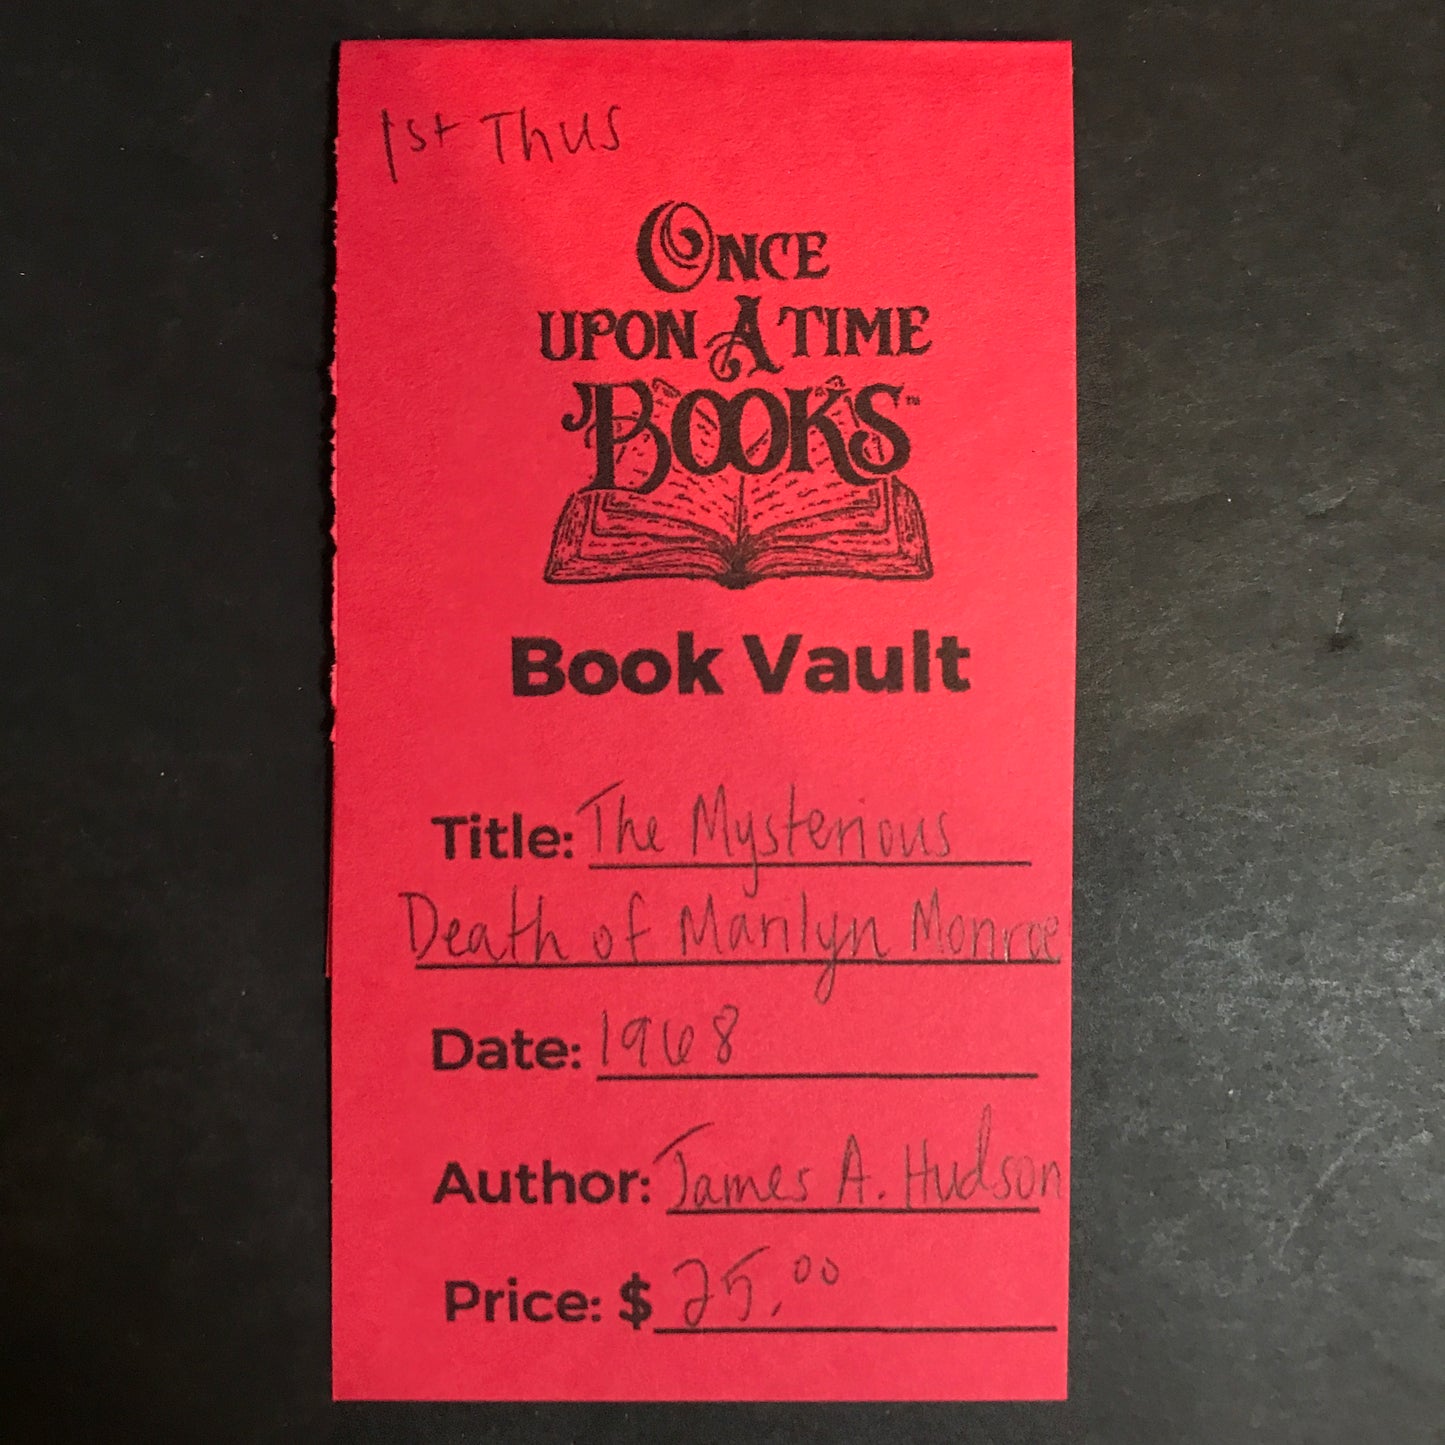 1st Thus
ONCE
UPON A TIME
BOOKS™
Book Vault
Title: The Mysterious
Death of Marilyn Monroe
Date: 1968
Author: James A. Hudson
Price: $ 25.00